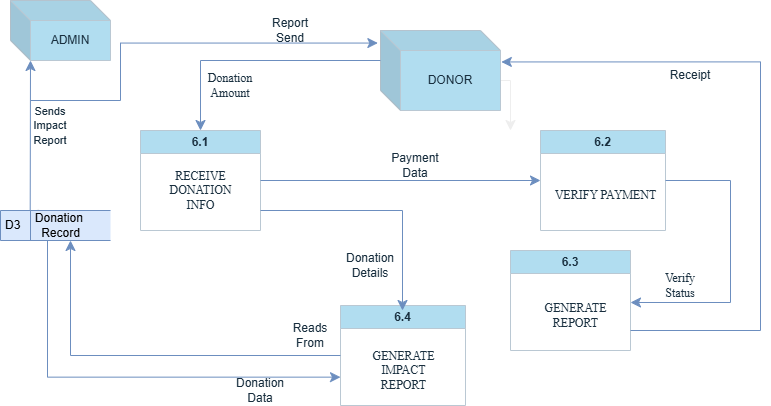 ADMIN
Report
Send
DONOR
Donation
Amount
Receipt
Sends
Impact
Report
6.1
RECEIVE
DONATION
INFO
Payment
Data
6.2
VERIFY PAYMENT
D3
Donation
Record
Donation
Details
6.3
GENERATE
REPORT
Verify
Status
6.4
GENERATE
IMPACT
REPORT
Reads
From
Donation
Data